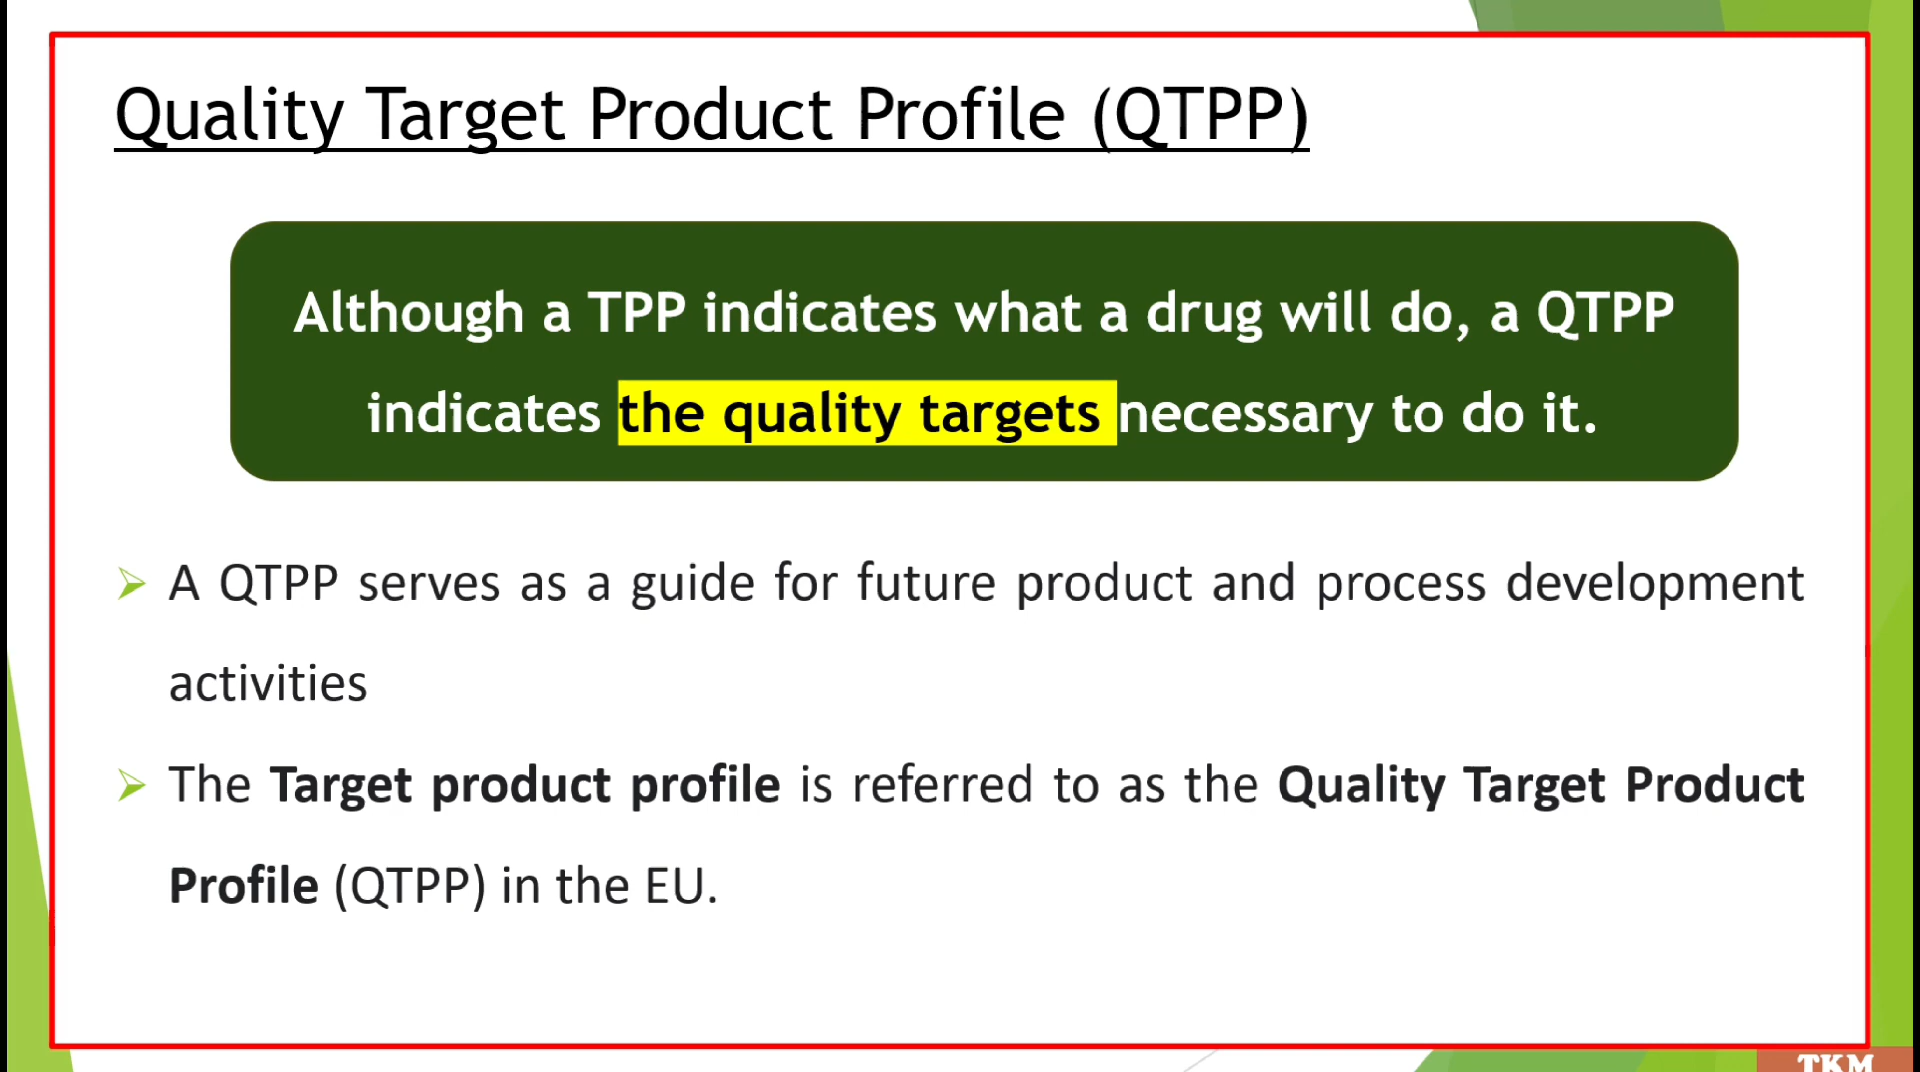 Quality Target Product Profile (QTPP)
Although a TPP indicates what a drug will do, a QTPP
indicates the quality targets necessary to do it.
A QTPP serves as a guide for future product and process development
activities
The Target product profile is referred to as the Quality Target Product
Profile (QTPP) in the EU.
TKM